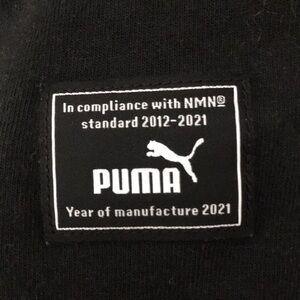 In compliance with NMN®
standard 2012-2021
PUMA
Year of manufacture 2021